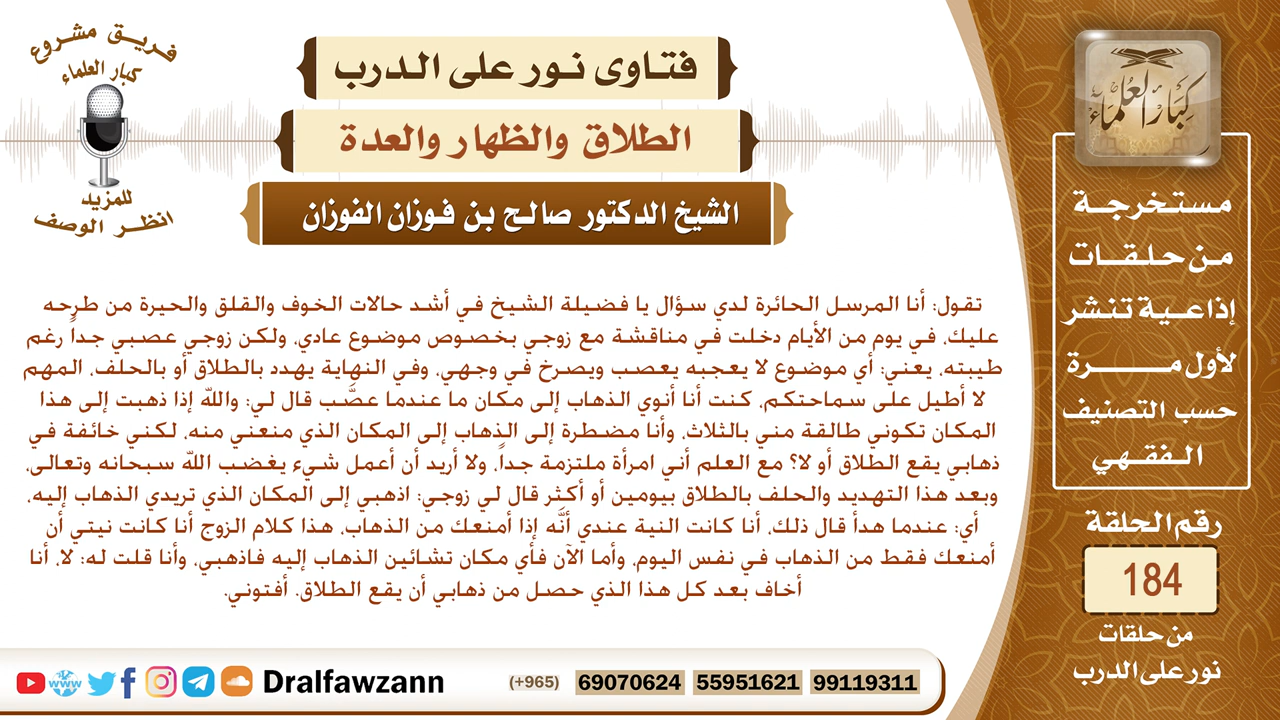 فريق مشروع
كبار العلماء
للمزيد
انظر الوصف
فتاوى نور على الدرب
الطلاق والظهار والعدة
الشيخ الدكتور صالح بن فوزان الفوزان
كبار العلماء
مستخرجة
من حلقات
إذاعية تنشر
لأول مرة
حسب التصنيف
الفقهي
رقم الحلقة
184
من حلقات
نور على الدرب
تقول: أنا المرسل الحائرة لدي سؤال يا فضيلة الشيخ في أشد حالات الخوف والقلق والحيرة من طرحه
عليك، في يوم من الأيام دخلت في مناقشة مع زوجي بخصوص موضوع عادي، ولكن زوجي عصبي جداً رغم
طيبته، يعني: أي موضوع لا يعجبه يعصب ويصرخ في وجهي، وفي النهاية يهدد بالطلاق أو بالحلف، المهم
لا أطيل على سماحتكم، كنت أنا أنوي الذهاب إلى مكان ما عندما عصَّب قال لي: والله إذا ذهبت إلى هذا
المكان تكوني طالقة مني بالثلاث، وأنا مضطرة إلى الذهاب إلى المكان الذي منعني منه، لكني خائفة في
ذهابي يقع الطلاق أو لا؟ مع العلم أني امرأة ملتزمة جداً، ولا أريد أن أعمل شيء يغضب الله سبحانه وتعالى،
وبعد هذا التهديد والحلف بالطلاق بيومين أو أكثر قال لي زوجي: اذهبي إلى المكان الذي تريدي الذهاب إليه،
أي: عندما هدأ قال ذلك، أنا كانت النية عندي أنَّه إذا أمنعك من الذهاب، هذا كلام الزوج أنا كانت نيتي أن
أمنعك فقط من الذهاب في نفس اليوم، وأما الآن فأي مكان تشائين الذهاب إليه فاذهبي، وأنا قلت له: لا، أنا
أخاف بعد كل هذا الذي حصل من ذهابي أن يقع الطلاق. أفتوني.
Dralfawzann (+965) 69070624 55951621 99119311